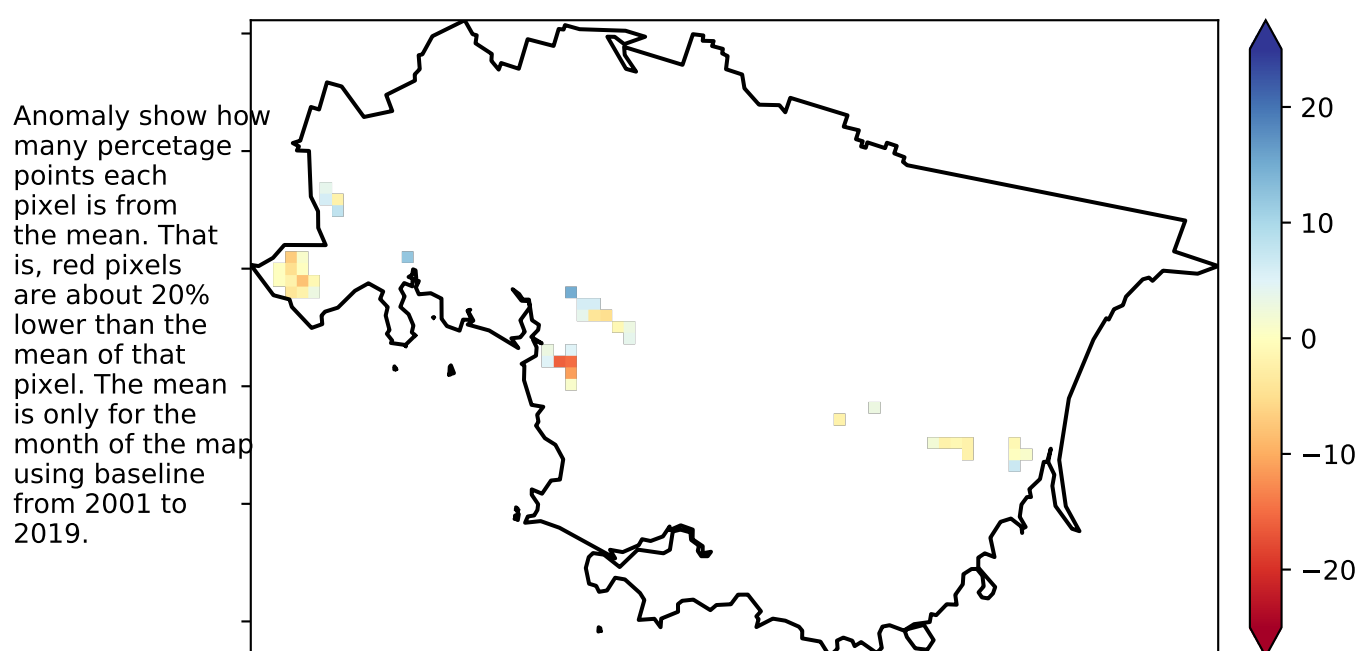 Anomaly show how
many percetage
points each
pixel is from
the mean. That
is, red pixels
are about 20%
lower than the
mean of that
pixel. The mean
is only for the
month of the map
using baseline
from 2001 to
2019.
20
10
0
−10
−20